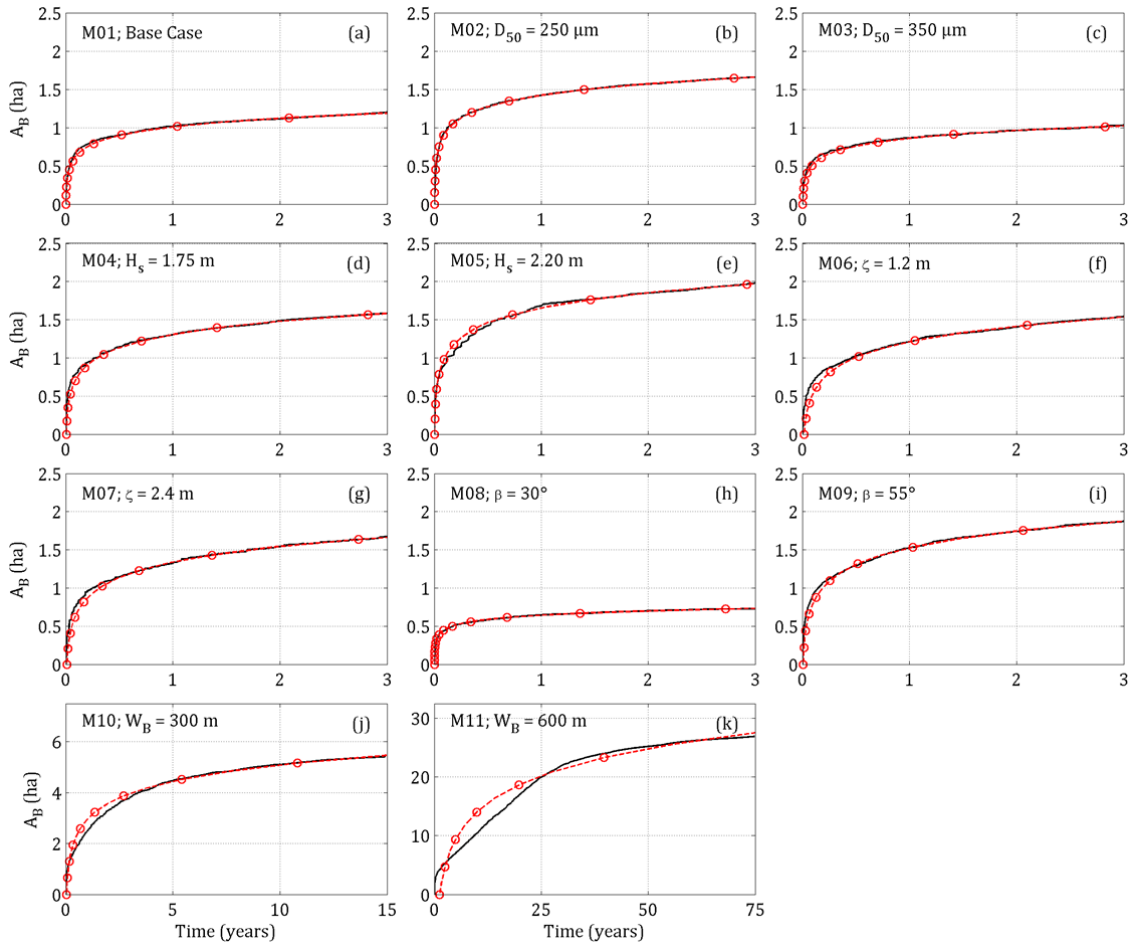 M01; Base Case (a)
M02; D₅₀ = 250 μm (b)
M03; D₅₀ = 350 μm (c)
A_B (ha)
2.5
2
1.5
1
0.5
0
0 1 2 3
2.5
2
1.5
1
0.5
0
0 1 2 3
2.5
2
1.5
1
0.5
0
0 1 2 3
M04; Hₛ = 1.75 m (d)
M05; Hₛ = 2.20 m (e)
M06; ζ = 1.2 m (f)
A_B (ha)
2.5
2
1.5
1
0.5
0
0 1 2 3
2.5
2
1.5
1
0.5
0
0 1 2 3
2.5
2
1.5
1
0.5
0
0 1 2 3
M07; ζ = 2.4 m (g)
M08; β = 30° (h)
M09; β = 55° (i)
A_B (ha)
2.5
2
1.5
1
0.5
0
0 1 2 3
2.5
2
1.5
1
0.5
0
0 1 2 3
2.5
2
1.5
1
0.5
0
0 1 2 3
M10; W_B = 300 m (j)
M11; W_B = 600 m (k)
A_B (ha)
6
4
2
0
0 5 10 15
Time (years)
30
20
10
0
0 25 50 75
Time (years)